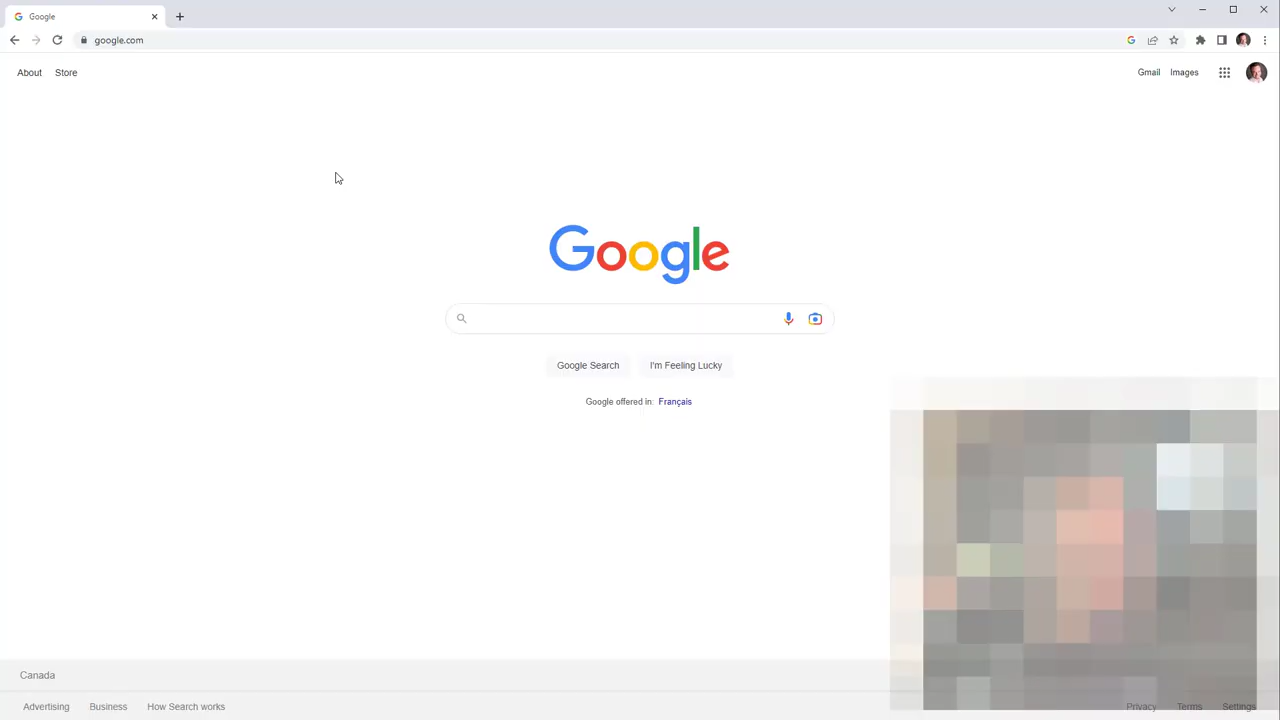 Google
google.com
About Store
Gmail Images
Google
Google Search I'm Feeling Lucky
Google offered in: Français
Canada
Advertising Business How Search works
Privacy Terms Settings